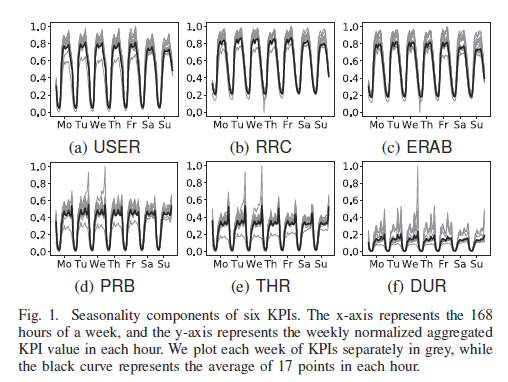 1.0
0.8
0.6
0.4
0.2
0.0
Mo Tu We Th Fr Sa Su
(a) USER
1.0
0.8
0.6
0.4
0.2
0.0
Mo Tu We Th Fr Sa Su
(b) RRC
1.0
0.8
0.6
0.4
0.2
0.0
Mo Tu We Th Fr Sa Su
(c) ERAB
1.0
0.8
0.6
0.4
0.2
0.0
Mo Tu We Th Fr Sa Su
(d) PRB
1.0
0.8
0.6
0.4
0.2
0.0
Mo Tu We Th Fr Sa Su
(e) THR
1.0
0.8
0.6
0.4
0.2
0.0
Mo Tu We Th Fr Sa Su
(f) DUR
Fig. 1. Seasonality components of six KPIs. The x-axis represents the 168
hours of a week, and the y-axis represents the weekly normalized aggregated
KPI value in each hour. We plot each week of KPIs separately in grey, while
the black curve represents the average of 17 points in each hour.